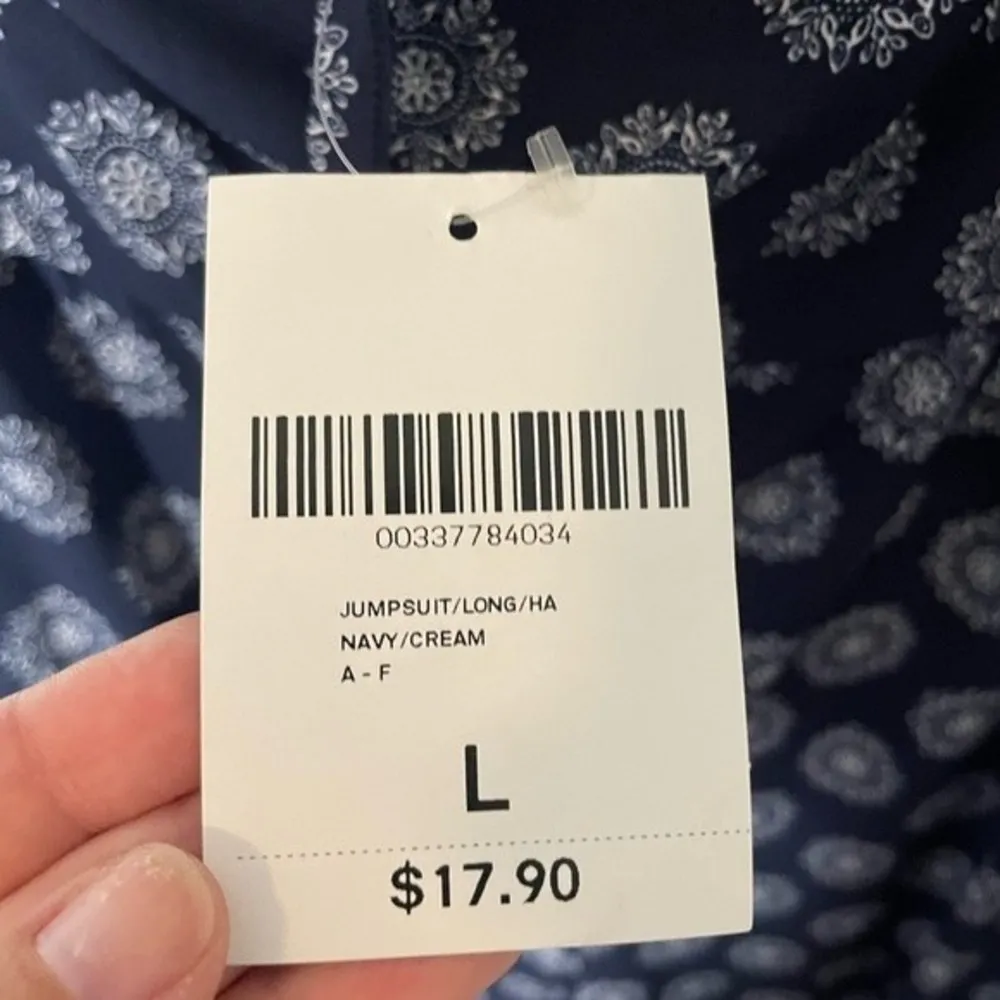 00337784034
JUMPSUIT/LONG/HA
NAVY/CREAM
A - F
L
$17.90